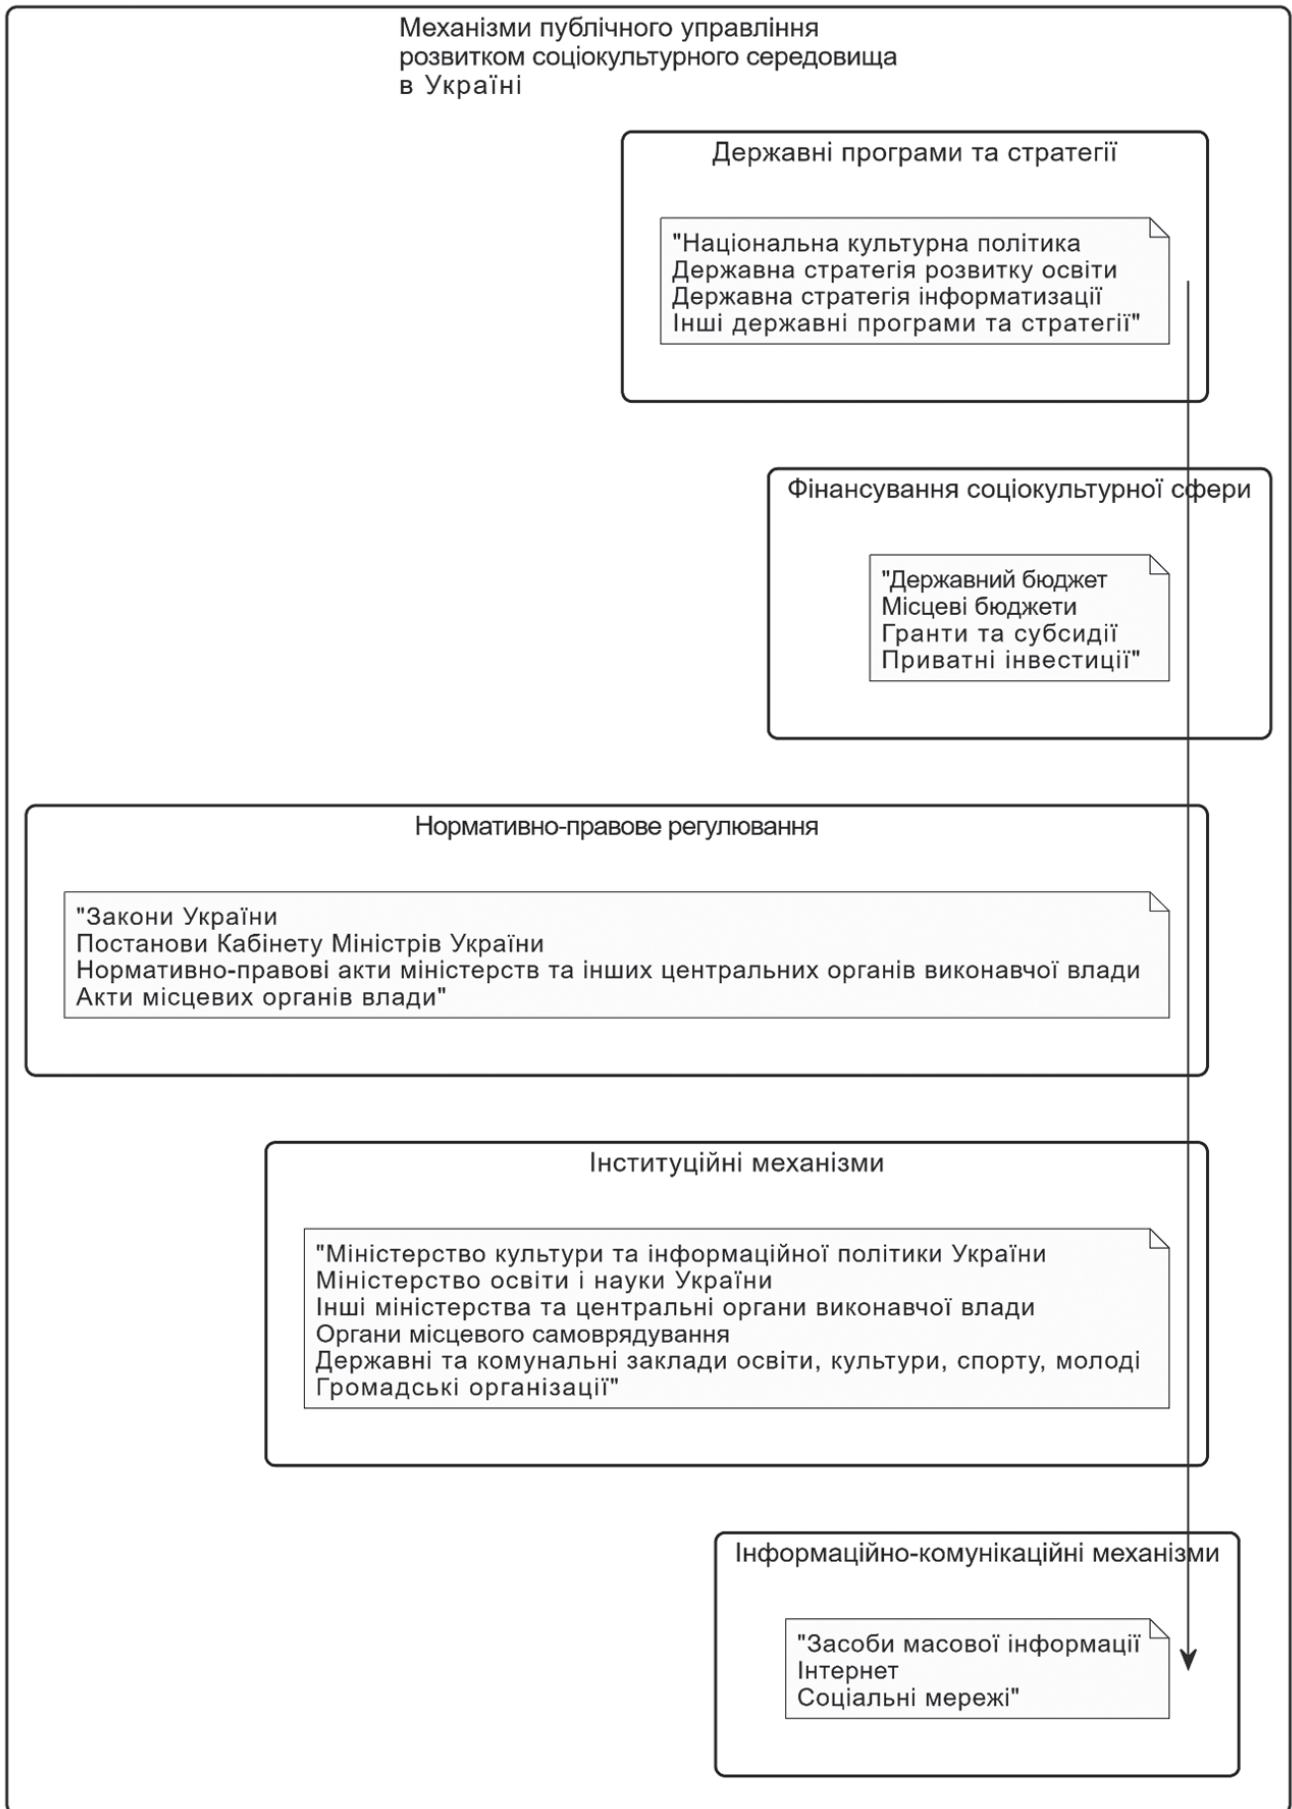 Механізми публічного управління
розвитком соціокультурного середовища
в Україні
Державні програми та стратегії
"Національна культурна політика
Державна стратегія розвитку освіти
Державна стратегія інформатизації
Інші державні програми та стратегії"
Фінансування соціокультурної сфери
"Державний бюджет
Місцеві бюджети
Гранти та субсидії
Приватні інвестиції"
Нормативно-правове регулювання
"Закони України
Постанови Кабінету Міністрів України
Нормативно-правові акти міністерств та інших центральних органів виконавчої влади
Акти місцевих органів влади"
Інституційні механізми
"Міністерство культури та інформаційної політики України
Міністерство освіти і науки України
Інші міністерства та центральні органи виконавчої влади
Органи місцевого самоврядування
Державні та комунальні заклади освіти, культури, спорту, молоді
Громадські організації"
Інформаційно-комунікаційні механізми
"Засоби масової інформації
Інтернет
Соціальні мережі"